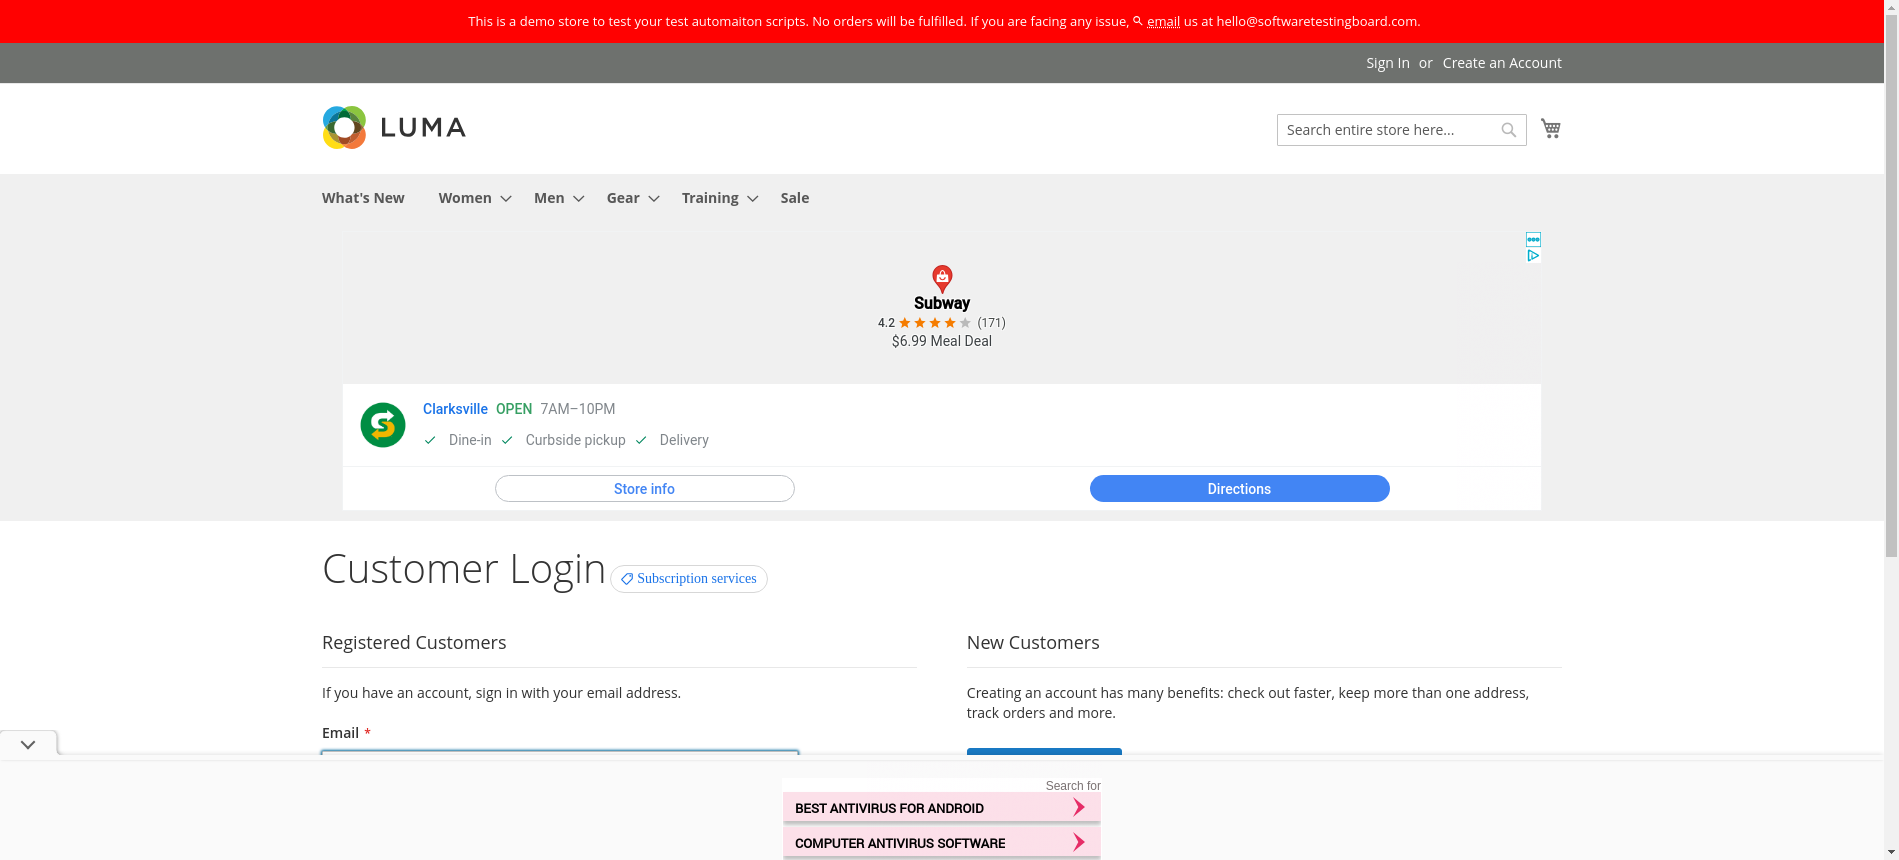 This is a demo store to test your test automaiton scripts. No orders will be fulfilled. If you are facing any issue, email us at hello@softwaretestingboard.com.
Sign In or Create an Account
LUMA
Search entire store here...
What's New Women Men Gear Training Sale
Subway
4.2 (171)
$6.99 Meal Deal
Clarksville OPEN 7AM–10PM
Dine-in Curbside pickup Delivery
Store info Directions
Customer Login Subscription services
Registered Customers
If you have an account, sign in with your email address.
Email *
New Customers
Creating an account has many benefits: check out faster, keep more than one address,
track orders and more.
Search for
BEST ANTIVIRUS FOR ANDROID
COMPUTER ANTIVIRUS SOFTWARE